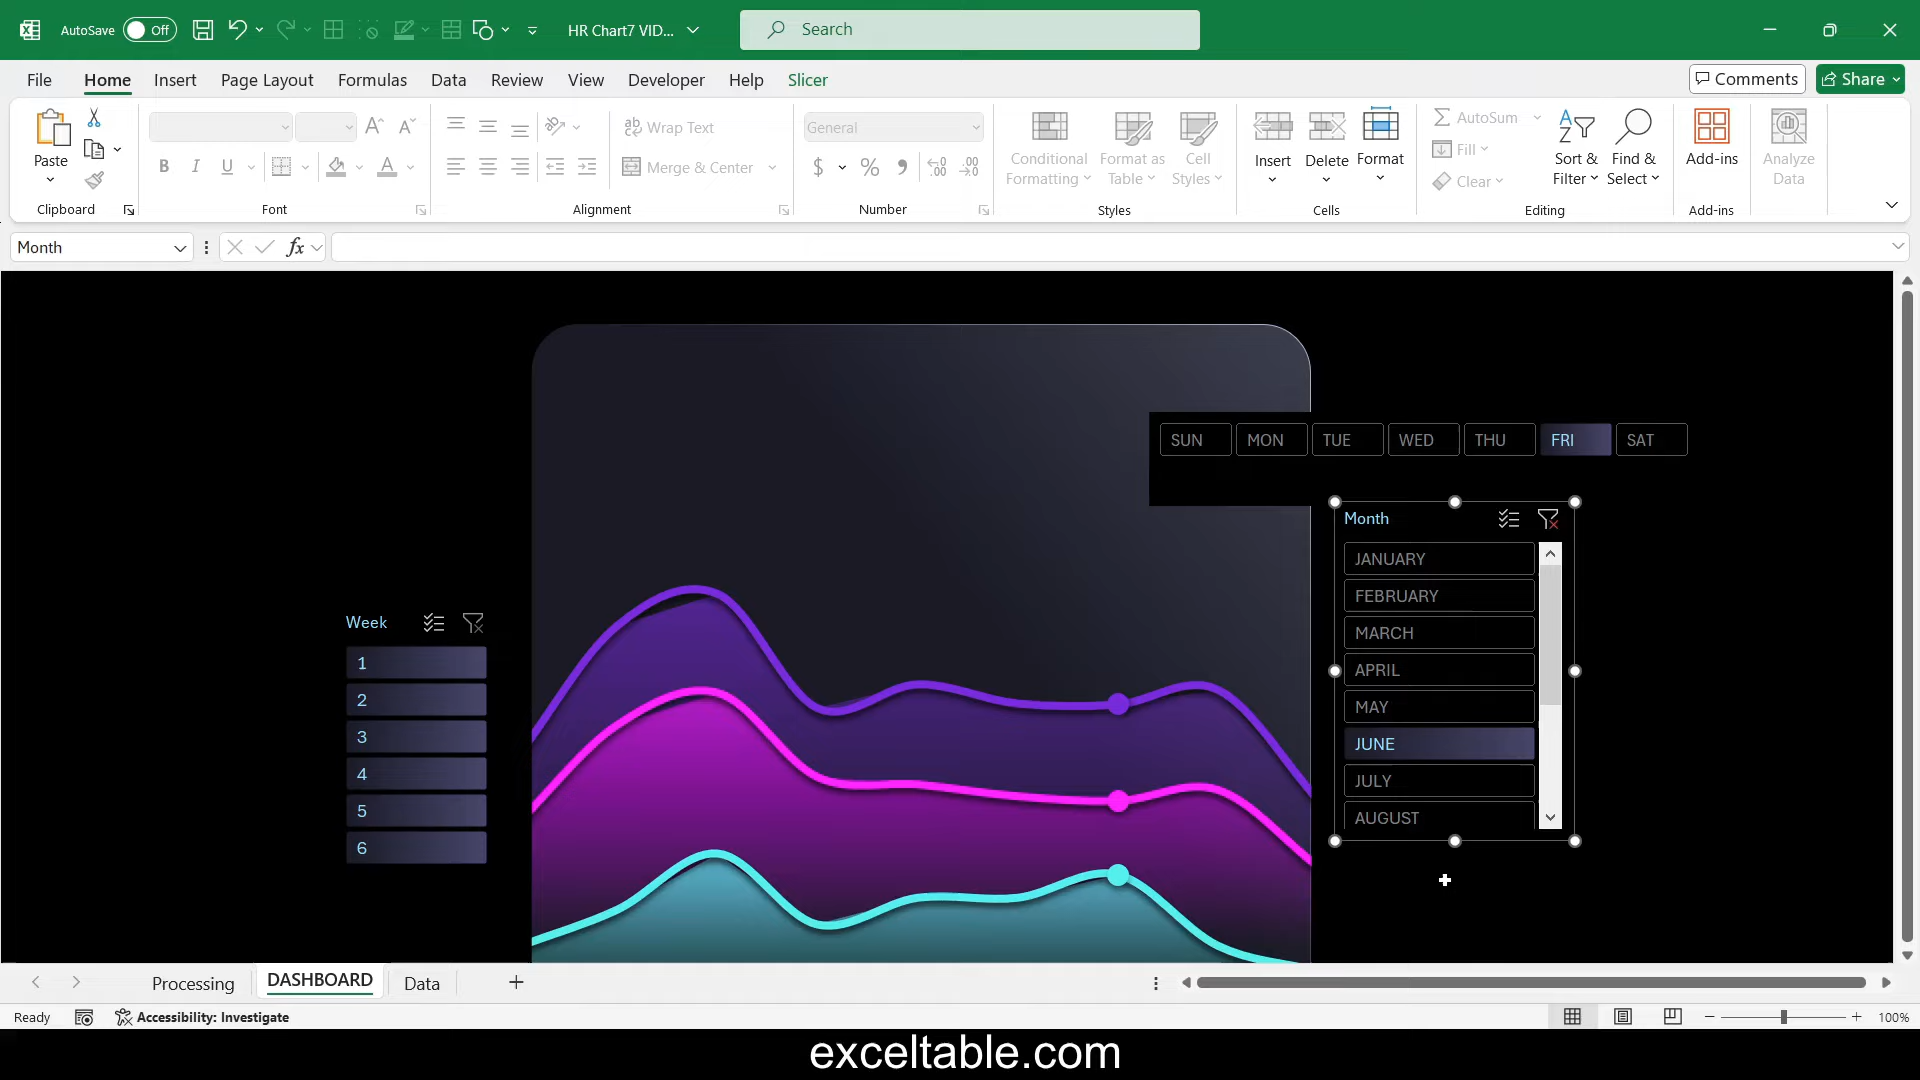 AutoSave Off HR Chart7 VID... Search
File Home Insert Page Layout Formulas Data Review View Developer Help Slicer Comments Share
Paste
Clipboard
B I U A
Font
ab Wrap Text
Merge & Center
Alignment
General
$ % 9 .00
Number
Conditional Formatting
Format as Table
Cell Styles
Styles
Insert Delete Format
Cells
AutoSum
Fill
Clear
Sort & Filter
Find & Select
Editing
Add-ins
Add-ins
Analyze Data
Month fx
SUN MON TUE WED THU FRI SAT
Month
JANUARY
FEBRUARY
MARCH
APRIL
MAY
JUNE
JULY
AUGUST
Week
1
2
3
4
5
6
Processing DASHBOARD Data
Ready Accessibility: Investigate 100%
exceltable.com